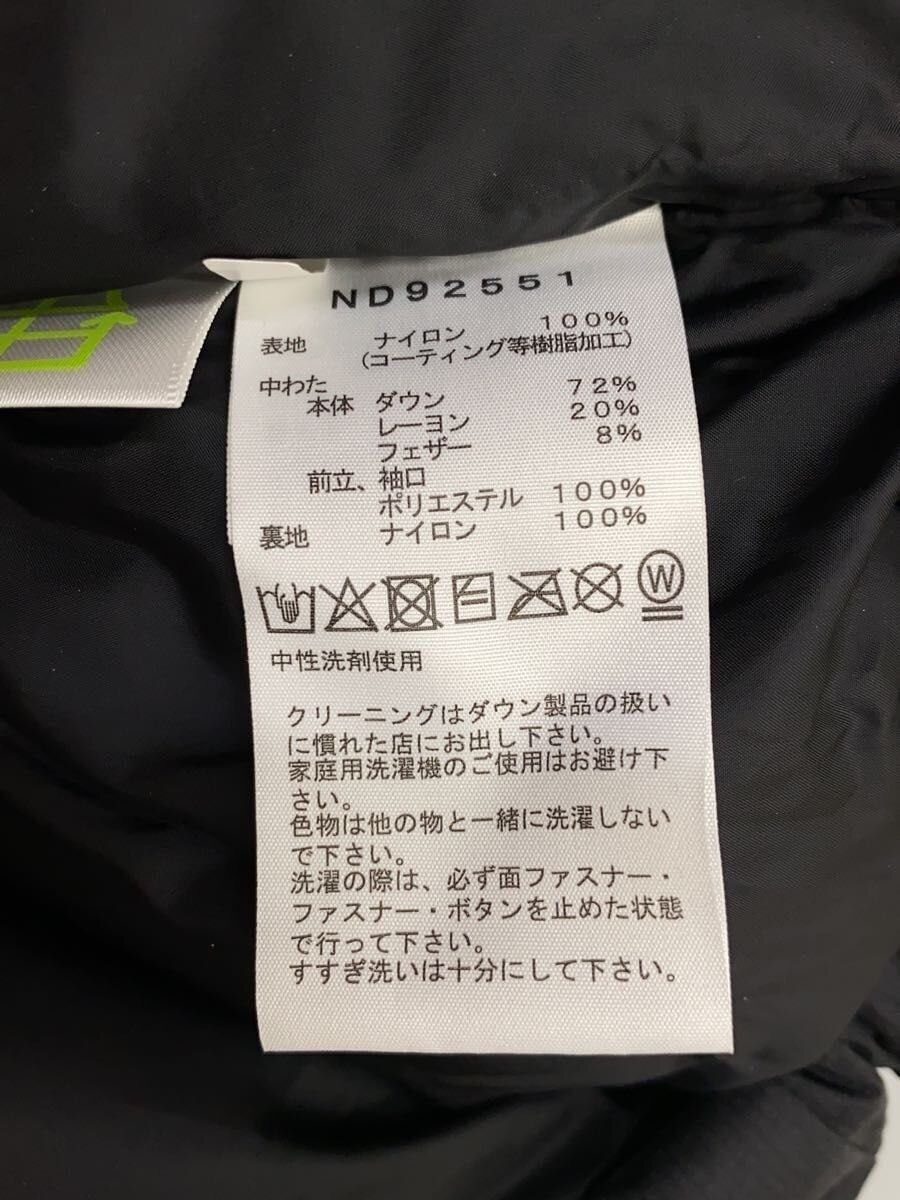 ND92551
表地 ナイロン 100%
(コーティング等樹脂加工)
中わた
本体 ダウン 72%
レーヨン 20%
フェザー 8%
前立、袖口
ポリエステル 100%
裏地 ナイロン 100%
W
中性洗剤使用
クリーニングはダウン製品の扱い
に慣れた店にお出し下さい。
家庭用洗濯機のご使用はお避け下
さい。
色物は他の物と一緒に洗濯しない
で下さい。
洗濯の際は、必ず面ファスナー・
ファスナー・ボタンを止めた状態
で行って下さい。
すすぎ洗いは十分にして下さい。